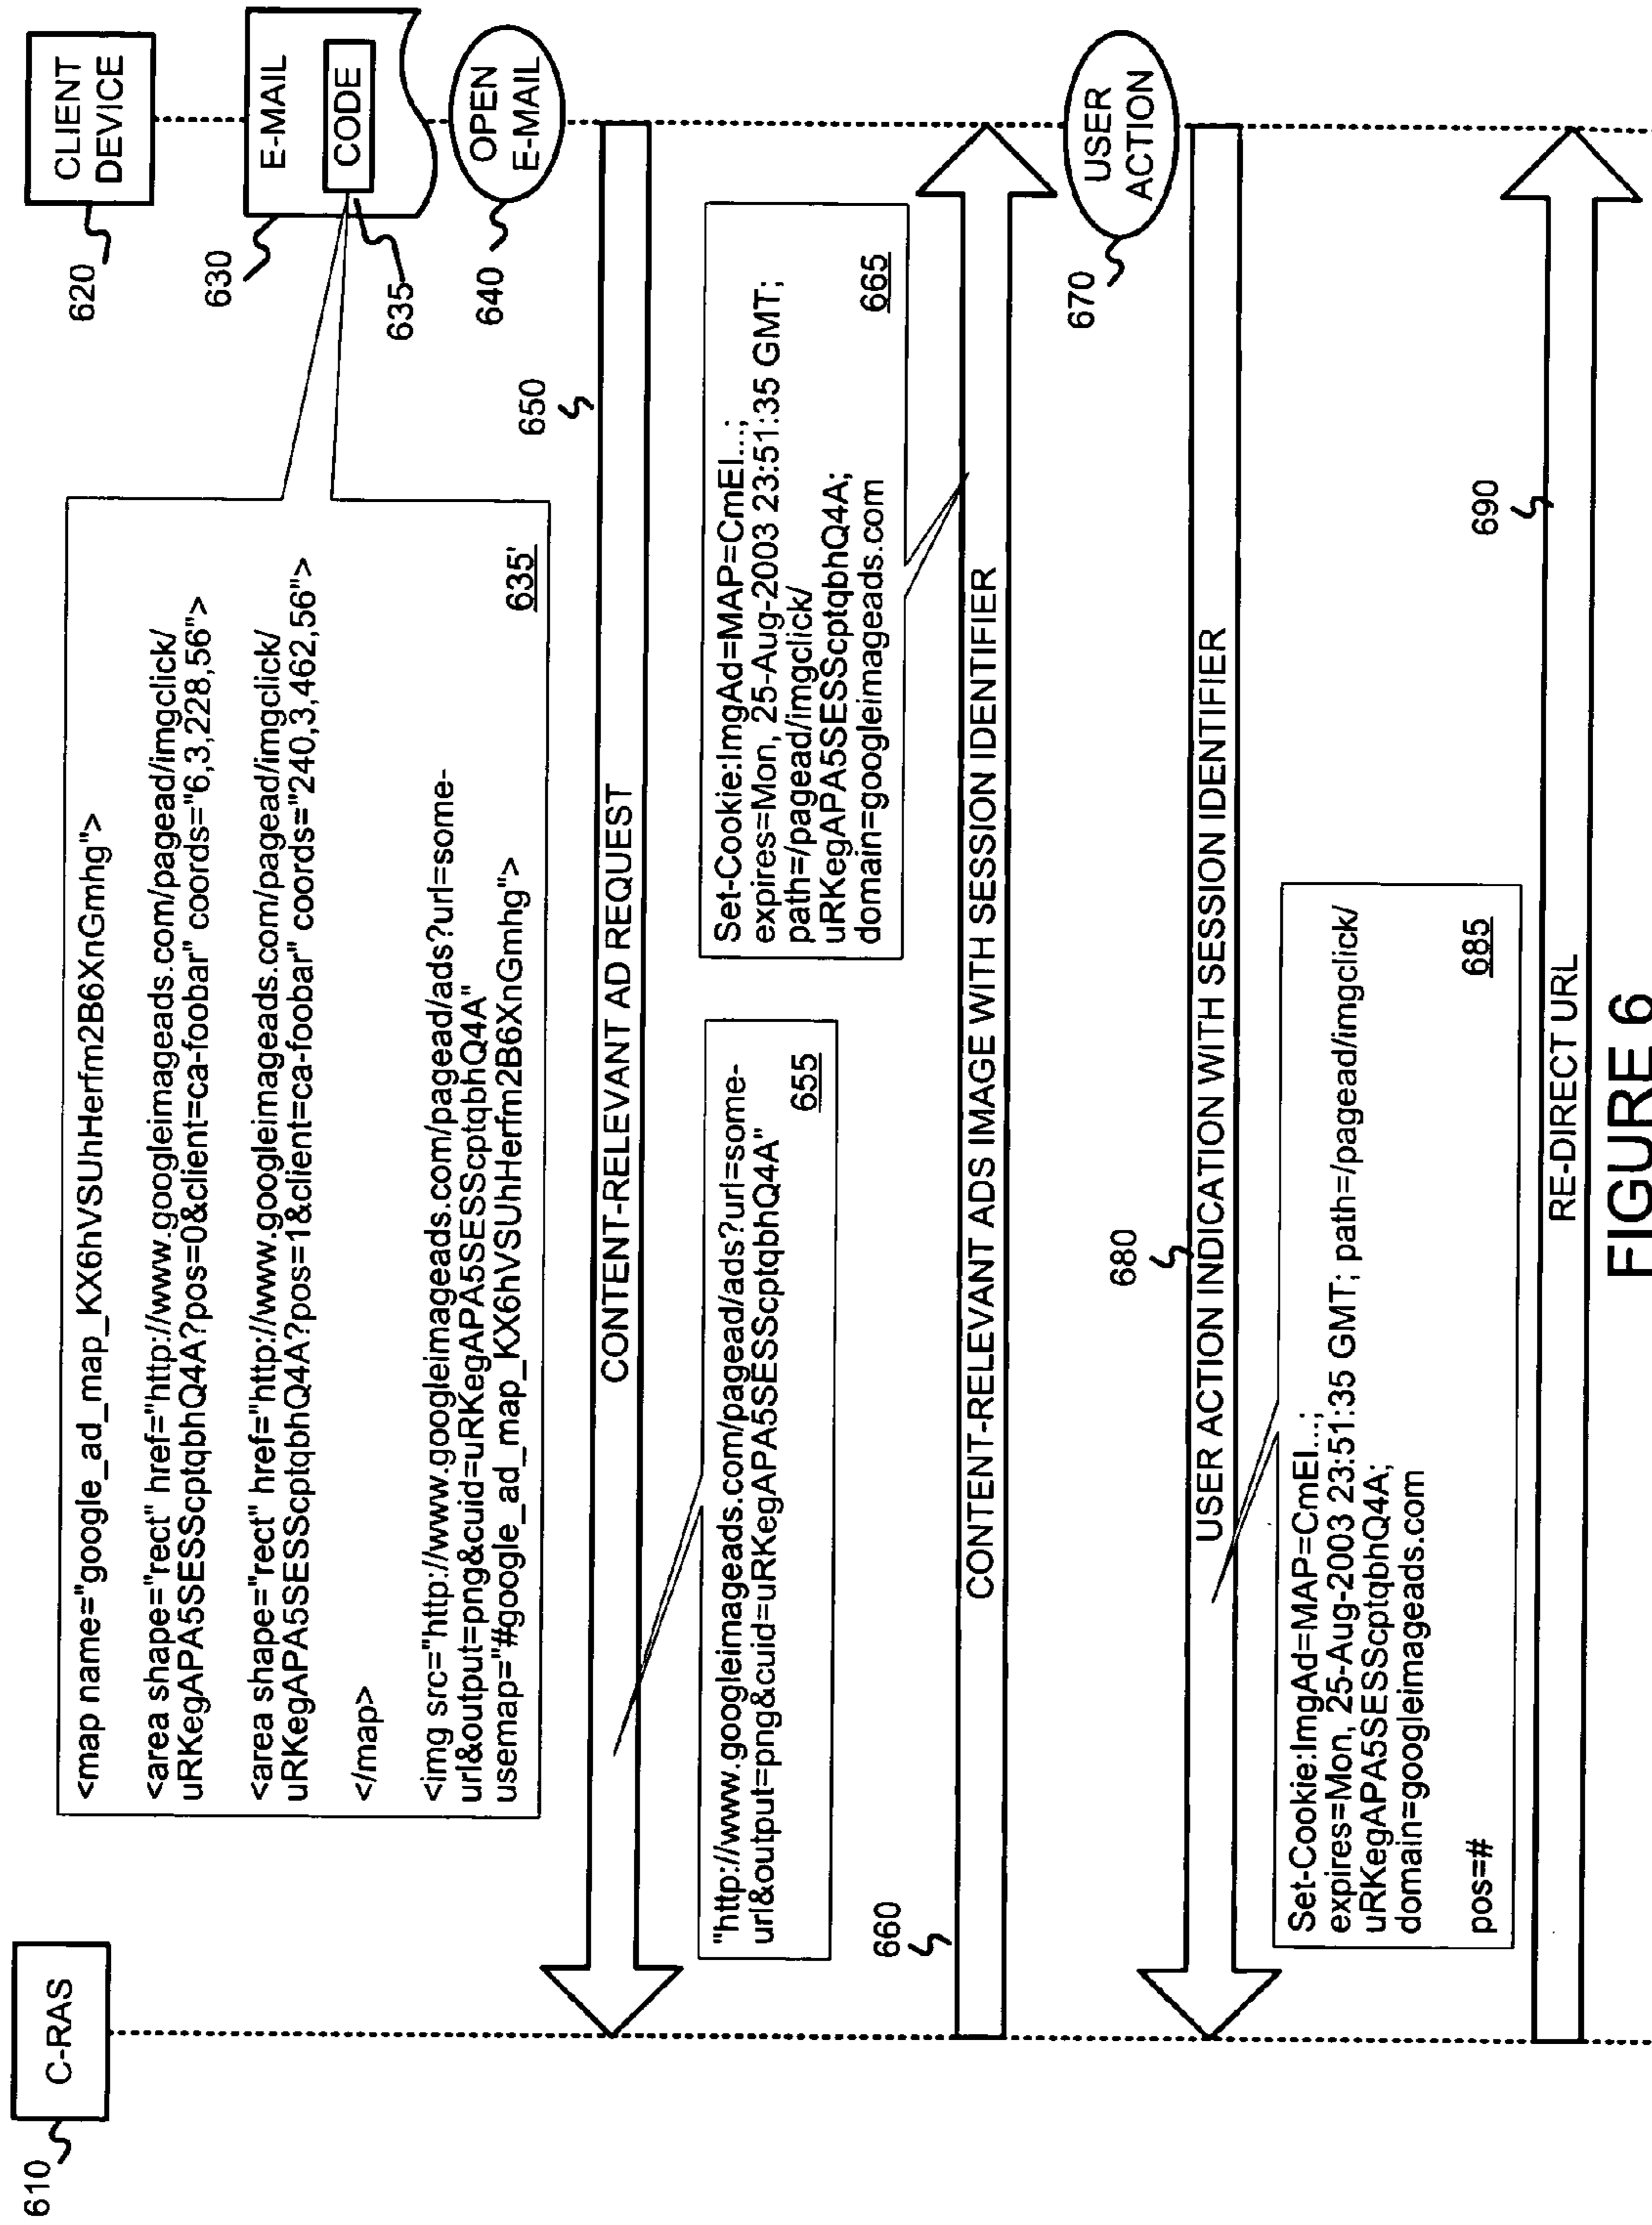 610
C-RAS
CLIENT
DEVICE
620
E-MAIL
CODE
630
635
OPEN
E-MAIL
640
<map name="google_ad_map_KX6hVSUhHerfm2B6XnGmhg">
<area shape="rect" href="http://www.googleimageads.com/pagead/imgclick/
uRKegAPA5SESScptqbhQ4A?pos=0&client=ca-foobar" coords="6,3,228,56">
<area shape="rect" href="http://www.googleimageads.com/pagead/imgclick/
uRKegAPA5SESScptqbhQ4A?pos=1&client=ca-foobar" coords="240,3,462,56">
</map>
<img src="http://www.googleimageads.com/pagead/ads?url=some-
url&output=png&cuid=uRKegAPA5SESScptqbhQ4A"
usemap="#google_ad_map_KX6hVSUhHerfm2B6XnGmhg">
635'
650
CONTENT-RELEVANT AD REQUEST
"http://www.googleimageads.com/pagead/ads?url=some-
url&output=png&cuid=uRKegAPA5SESScptqbhQ4A"
655
Set-Cookie:ImgAd=MAP=CmEI...;
expires=Mon, 25-Aug-2003 23:51:35 GMT;
path=/pagead/imgclick/
uRKegAPA5SESScptqbhQ4A;
domain=googleimageads.com
665
660
CONTENT-RELEVANT ADS IMAGE WITH SESSION IDENTIFIER
USER
ACTION
670
680
USER ACTION INDICATION WITH SESSION IDENTIFIER
Set-Cookie:ImgAd=MAP=CmEI...;
expires=Mon, 25-Aug-2003 23:51:35 GMT; path=/pagead/imgclick/
uRKegAPA5SESScptqbhQ4A;
domain=googleimageads.com
pos=#
685
690
RE-DIRECT URL
FIGURE 6